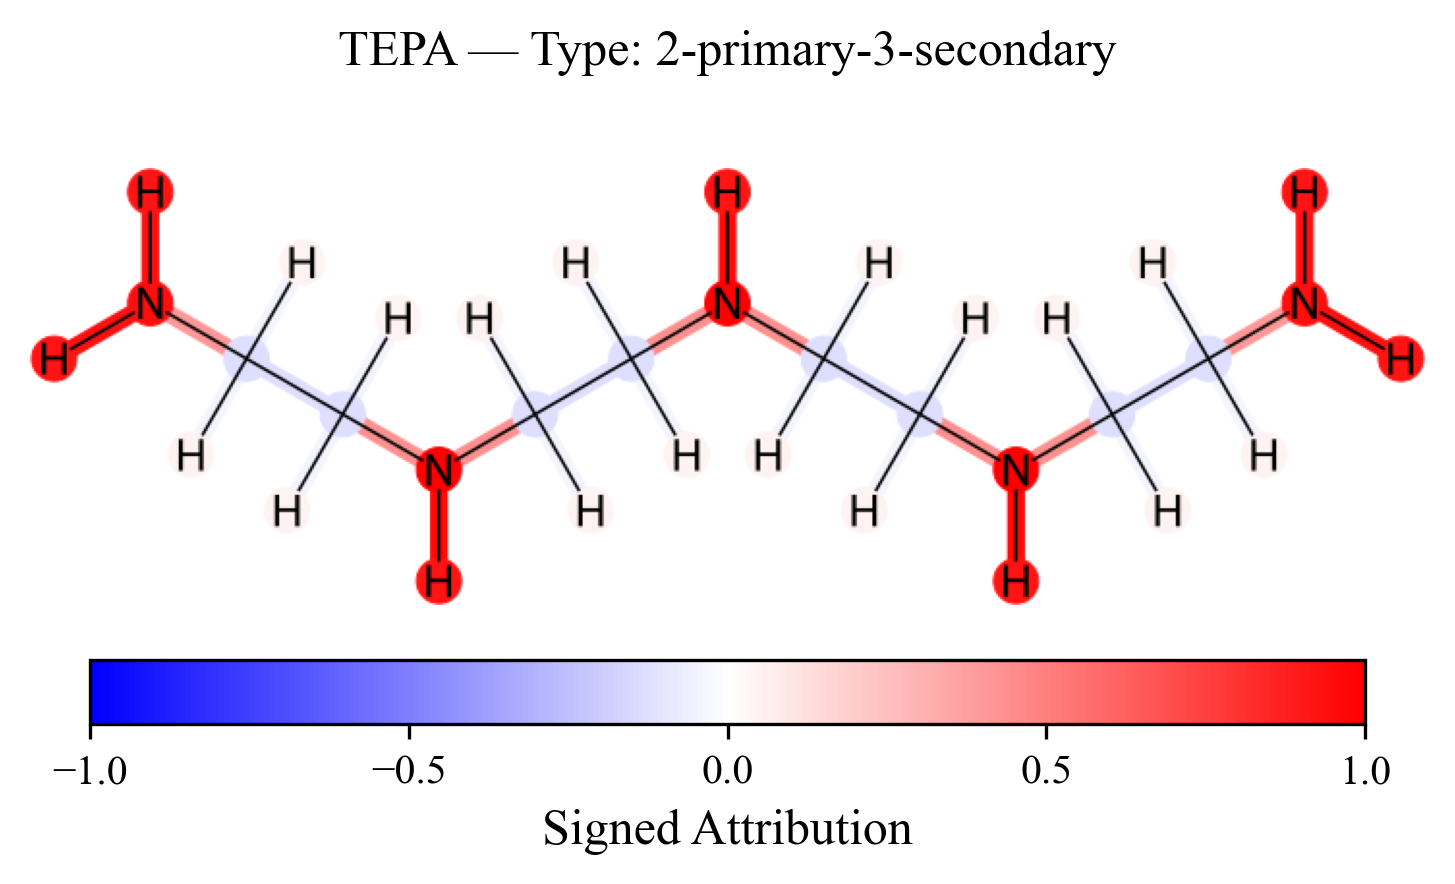 TEPA — Type: 2-primary-3-secondary
H H H
H H H H
N N N
H H H H
H H
H H H H
N N
H H H H
H H
−1.0 −0.5 0.0 0.5 1.0
Signed Attribution